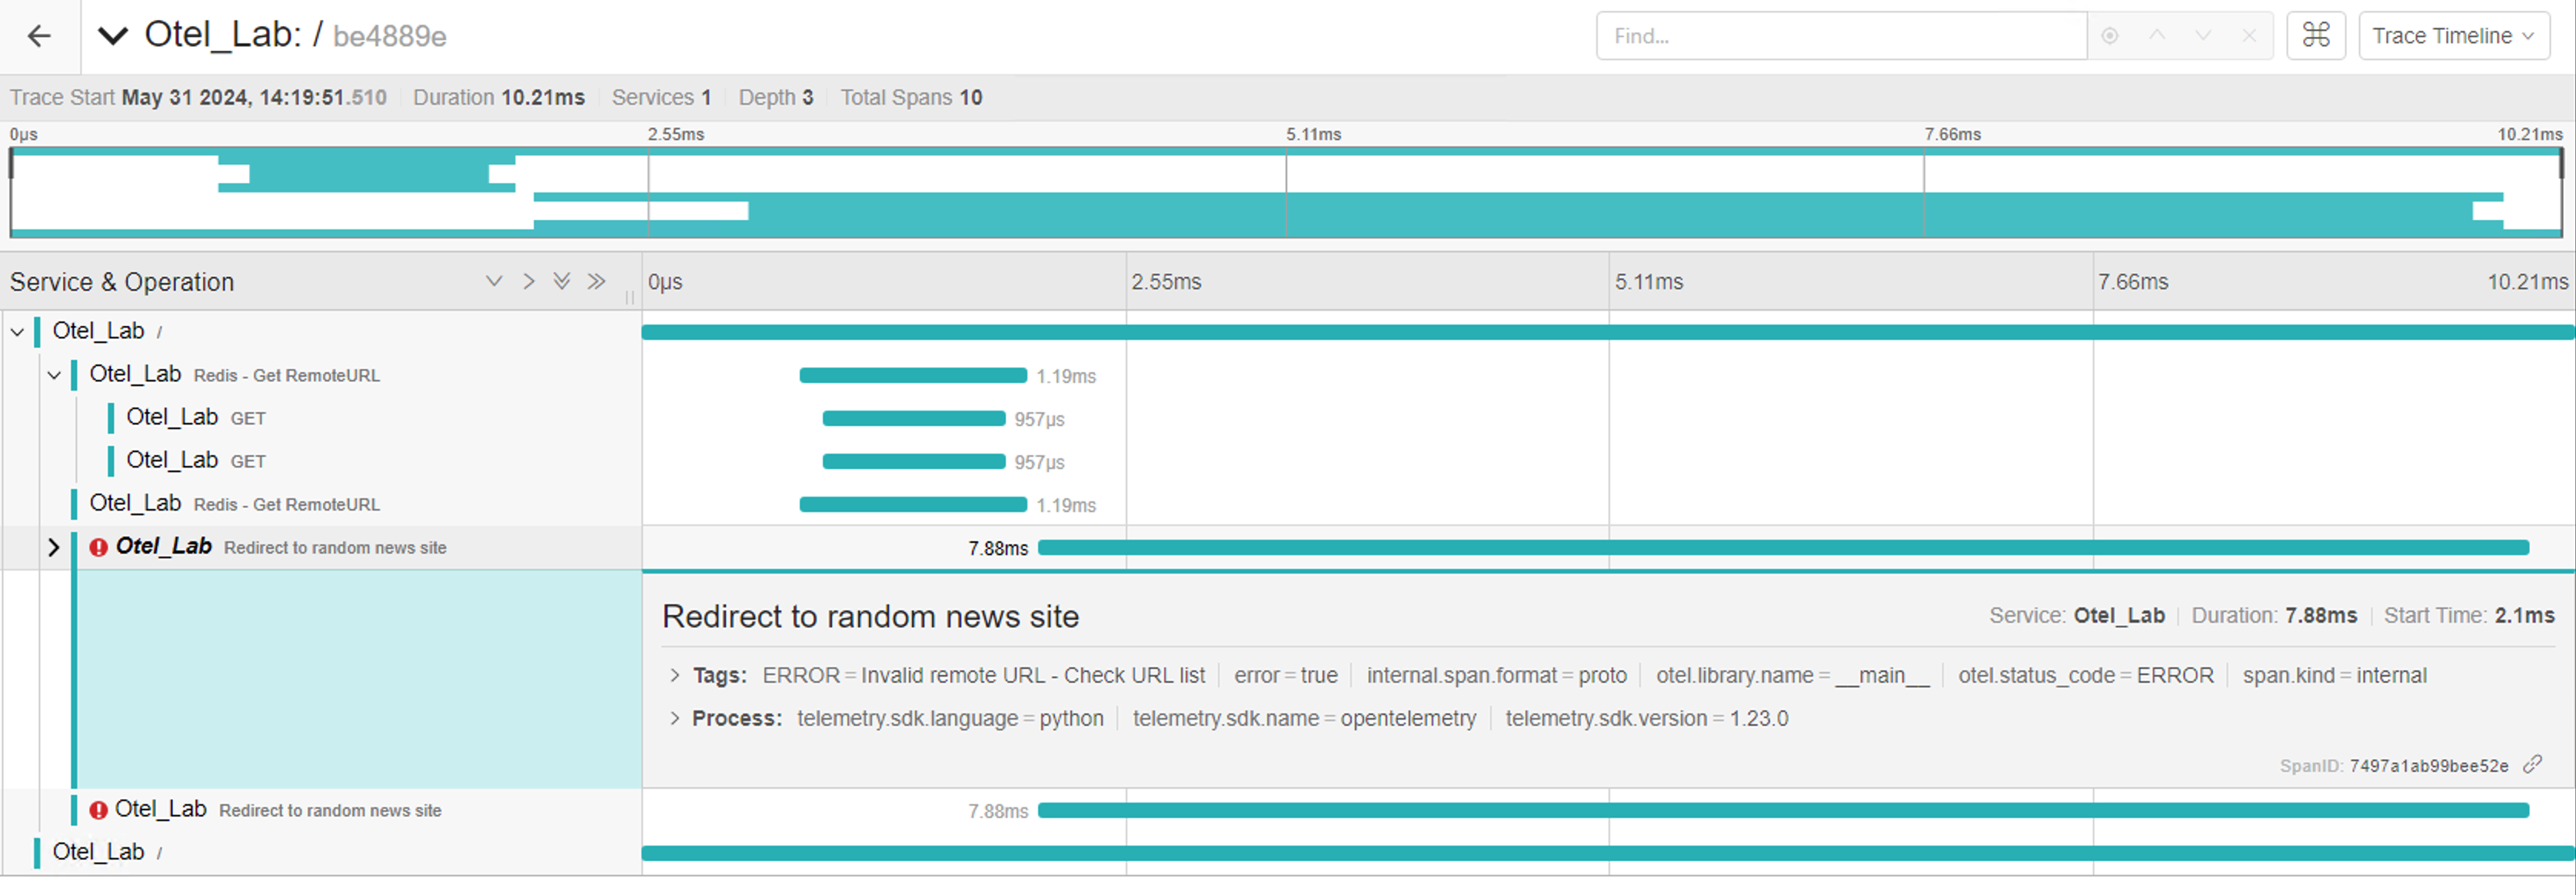 Otel_Lab: / be4889e
Find...
Trace Timeline
Trace Start May 31 2024, 14:19:51.510 Duration 10.21ms Services 1 Depth 3 Total Spans 10
0µs 2.55ms 5.11ms 7.66ms 10.21ms
Service & Operation 0µs 2.55ms 5.11ms 7.66ms 10.21ms
Otel_Lab /
Otel_Lab Redis - Get RemoteURL 1.19ms
Otel_Lab GET 957µs
Otel_Lab GET 957µs
Otel_Lab Redis - Get RemoteURL 1.19ms
Otel_Lab Redirect to random news site 7.88ms
Redirect to random news site Service: Otel_Lab Duration: 7.88ms Start Time: 2.1ms
Tags: ERROR = Invalid remote URL - Check URL list error = true internal.span.format = proto otel.library.name = __main__ otel.status_code = ERROR span.kind = internal
Process: telemetry.sdk.language = python telemetry.sdk.name = opentelemetry telemetry.sdk.version = 1.23.0
SpanID: 7497a1ab99bee52e
Otel_Lab Redirect to random news site 7.88ms
Otel_Lab /